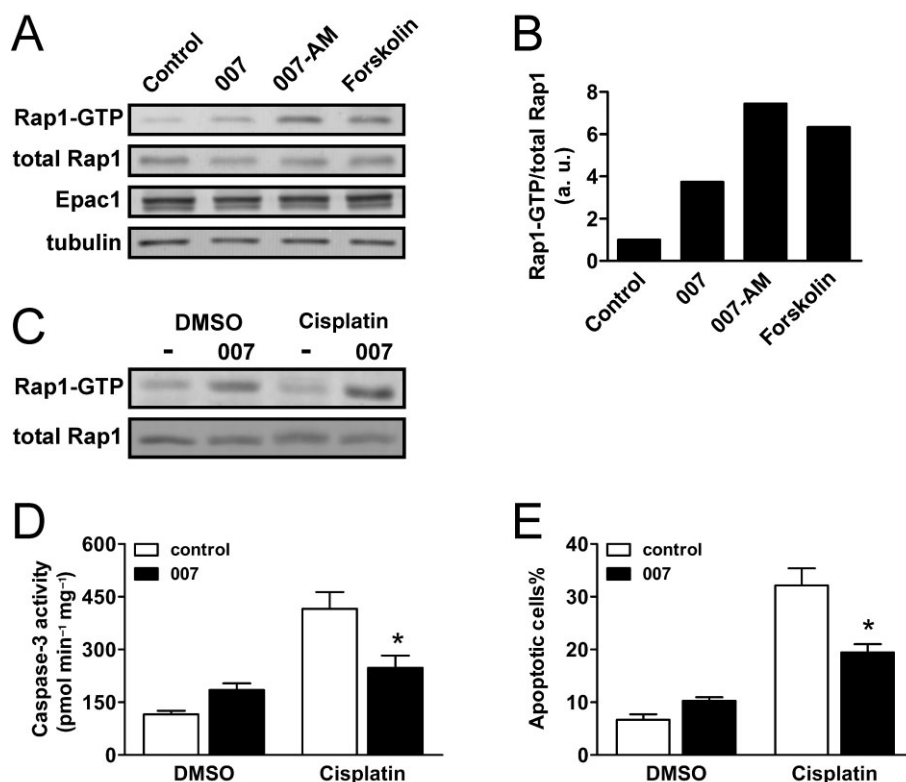 A
Control 007 007-AM Forskolin
Rap1-GTP
total Rap1
Epac1
tubulin
B
Rap1-GTP/total Rap1
(a. u.)
8
6
4
2
0
Control 007 007-AM Forskolin
C
DMSO Cisplatin
- 007 - 007
Rap1-GTP
total Rap1
D
Caspase-3 activity
(pmol min⁻¹ mg⁻¹)
600
450
300
150
0
control
007
*
DMSO Cisplatin
E
Apoptotic cells%
40
30
20
10
0
control
007
*
DMSO Cisplatin